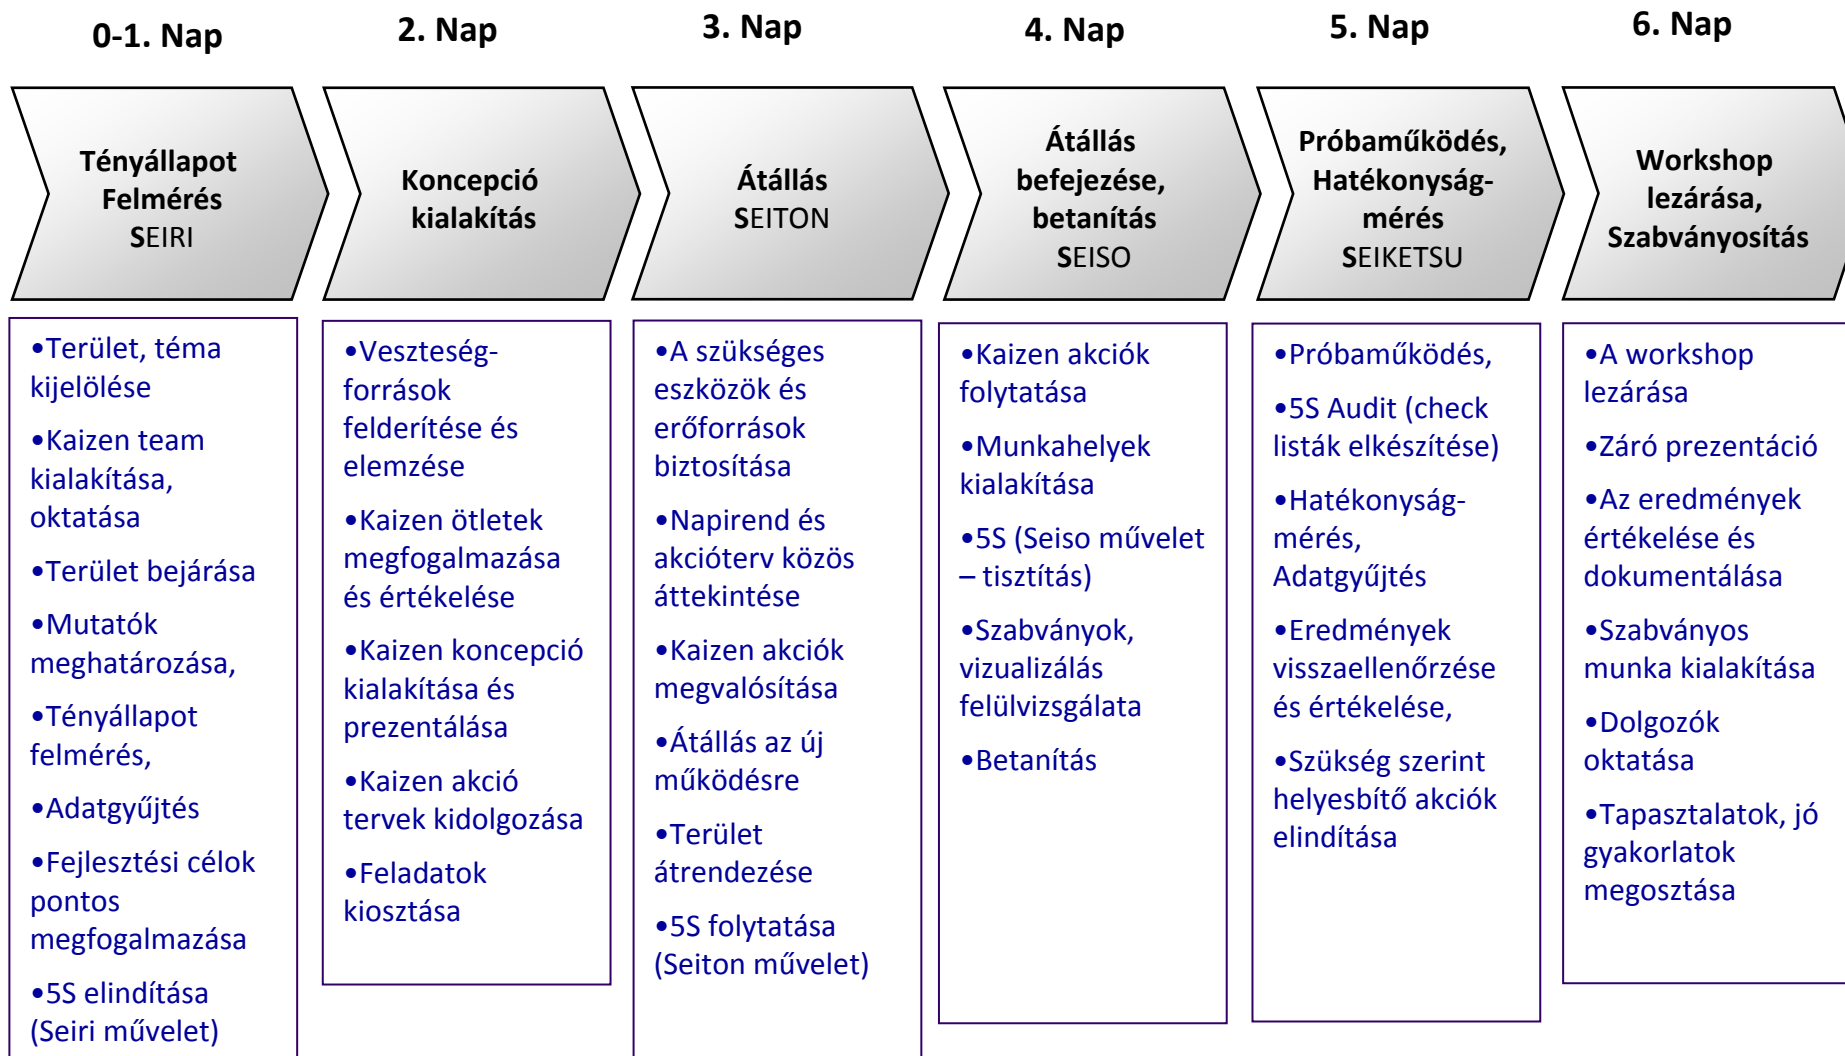 0-1. Nap
2. Nap
3. Nap
4. Nap
5. Nap
6. Nap
Tényállapot
Felmérés
SEIRI
Koncepció
kialakítás
Átállás
SEITON
Átállás
befejezése,
betanítás
SEISO
Próbaműködés,
Hatékonyság-
mérés
SEIKETSU
Workshop
lezárása,
Szabványosítás
•Terület, téma
kijelölése
•Kaizen team
kialakítása,
oktatása
•Terület bejárása
•Mutatók
meghatározása,
•Tényállapot
felmérés,
•Adatgyűjtés
•Fejlesztési célok
pontos
megfogalmazása
•5S elindítása
(Seiri művelet)
•Veszteség-
források
felderítése és
elemzése
•Kaizen ötletek
megfogalmazása
és értékelése
•Kaizen koncepció
kialakítása és
prezentálása
•Kaizen akció
tervek kidolgozása
•Feladatok
kiosztása
•A szükséges
eszközök és
erőforrások
biztosítása
•Napirend és
akcióterv közös
áttekintése
•Kaizen akciók
megvalósítása
•Átállás az új
működésre
•Terület
átrendezése
•5S folytatása
(Seiton művelet)
•Kaizen akciók
folytatása
•Munkahelyek
kialakítása
•5S (Seiso művelet
– tisztítás)
•Szabványok,
vizualizálás
felülvizsgálata
•Betanítás
•Próbaműködés,
•5S Audit (check
listák elkészítése)
•Hatékonyság-
mérés,
Adatgyűjtés
•Eredmények
visszaellenőrzése
és értékelése,
•Szükség szerint
helyesbítő akciók
elindítása
•A workshop
lezárása
•Záró prezentáció
•Az eredmények
értékelése és
dokumentálása
•Szabványos
munka kialakítása
•Dolgozók
oktatása
•Tapasztalatok, jó
gyakorlatok
megosztása